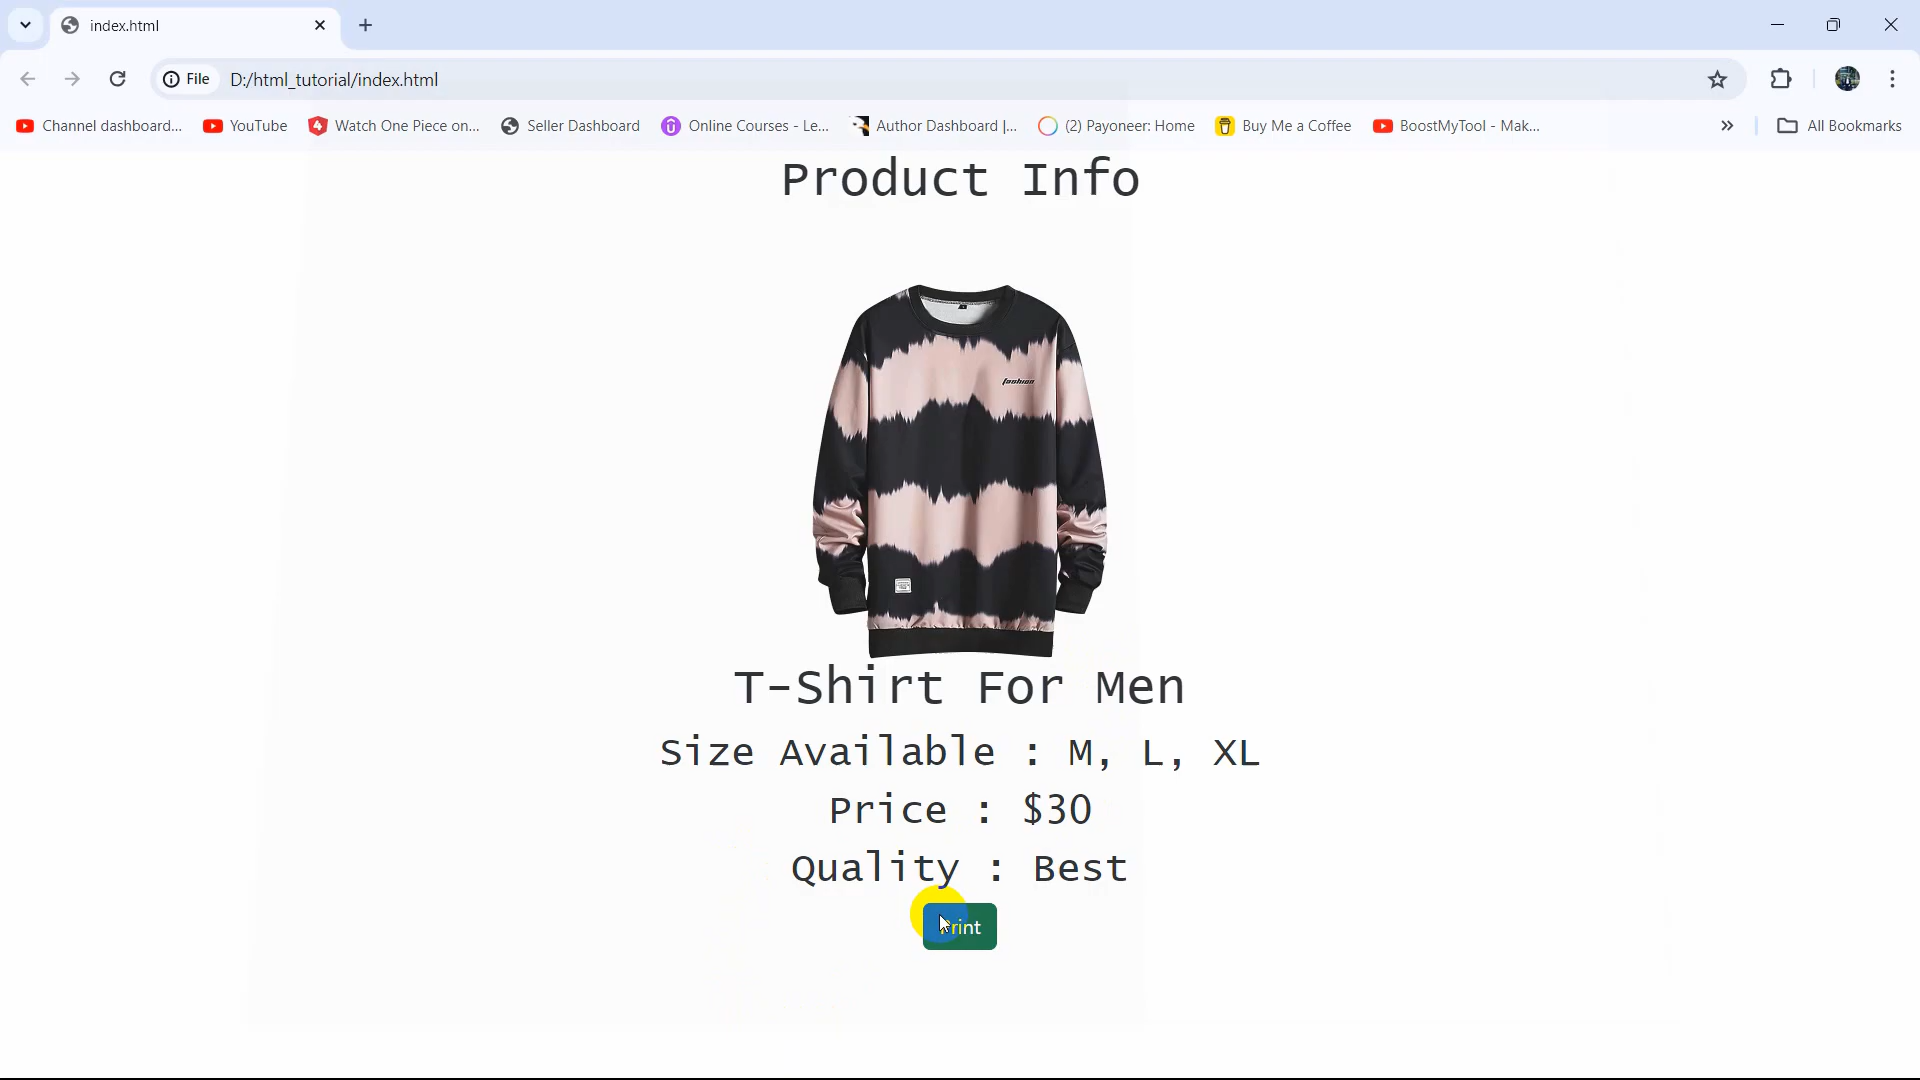 index.html
File D:/html_tutorial/index.html
Channel dashboard... YouTube Watch One Piece on... Seller Dashboard Online Courses - Le... Author Dashboard |... (2) Payoneer: Home Buy Me a Coffee BoostMyTool - Mak... » All Bookmarks
Product Info
fashion
T-Shirt For Men
Size Available : M, L, XL
Price : $30
Quality : Best
Print